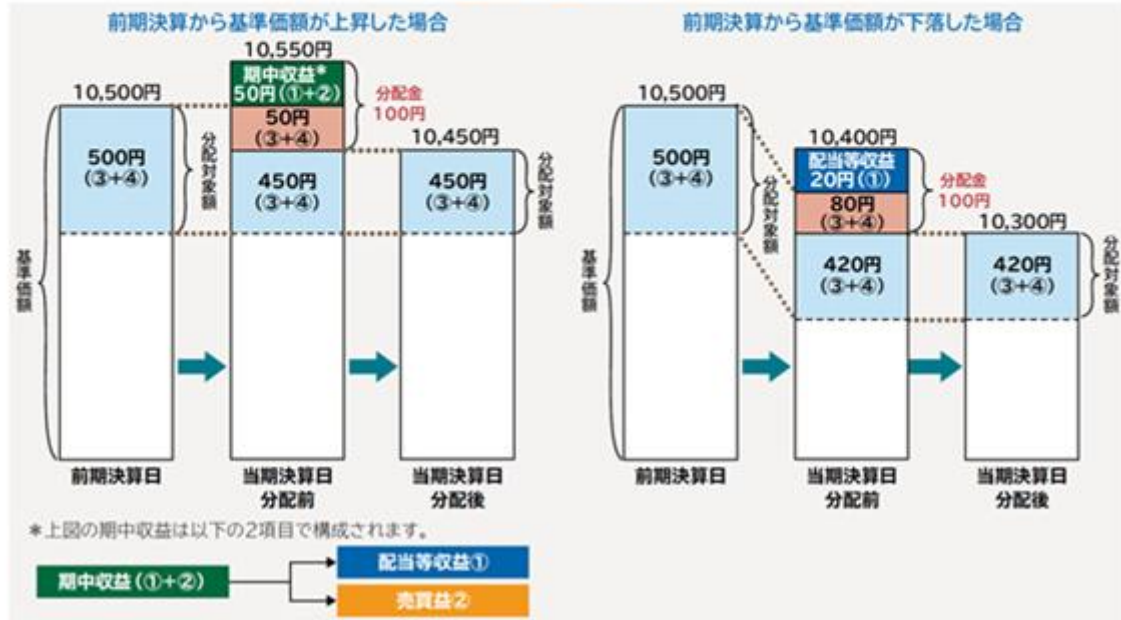 前期決算から基準価額が上昇した場合
10,500円
500円
(③+④)
分配対象額
基準価額
10,550円
期中収益*
50円(①+②)
50円
(③+④)
450円
(③+④)
分配金
100円
10,450円
450円
(③+④)
分配対象額
前期決算日
当期決算日
分配前
当期決算日
分配後
前期決算から基準価額が下落した場合
10,500円
500円
(③+④)
分配対象額
基準価額
10,400円
配当等収益
20円(①)
80円
(③+④)
420円
(③+④)
分配金
100円
10,300円
420円
(③+④)
分配対象額
前期決算日
当期決算日
分配前
当期決算日
分配後
*上図の期中収益は以下の2項目で構成されます。
期中収益(①+②)
配当等収益①
売買益②